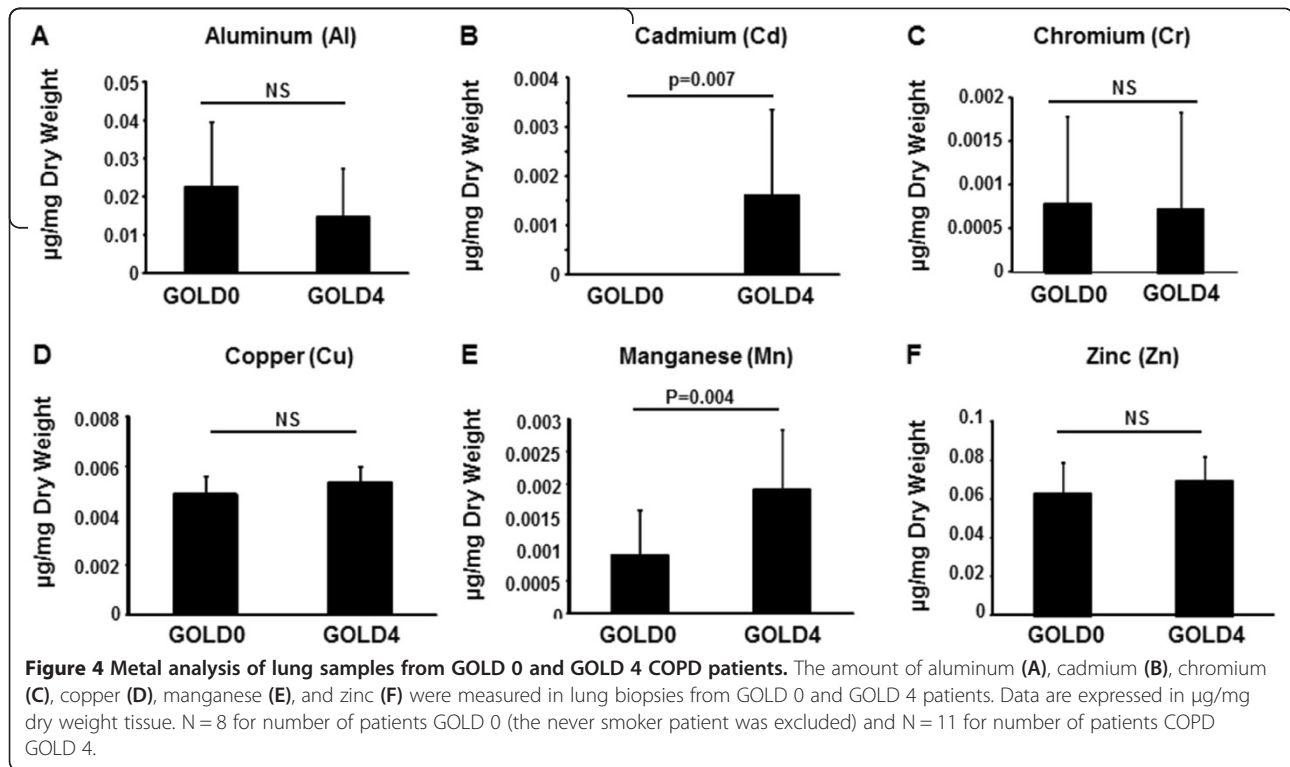 A
Aluminum (Al)
µg/mg Dry Weight
0.05
0.04
0.03
0.02
0.01
0
NS
GOLD0 GOLD4
B
Cadmium (Cd)
µg/mg Dry Weight
0.004
0.003
0.002
0.001
0
p=0.007
GOLD0 GOLD4
C
Chromium (Cr)
µg/mg Dry Weight
0.002
0.0015
0.001
0.0005
0
NS
GOLD0 GOLD4
D
Copper (Cu)
µg/mg Dry Weight
0.008
0.006
0.004
0.002
0
NS
GOLD0 GOLD4
E
Manganese (Mn)
µg/mg Dry Weight
0.003
0.0025
0.002
0.0015
0.001
0.0005
0
P=0.004
GOLD0 GOLD4
F
Zinc (Zn)
µg/mg Dry Weight
0.1
0.08
0.06
0.04
0.02
0
NS
GOLD0 GOLD4
Figure 4 Metal analysis of lung samples from GOLD 0 and GOLD 4 COPD patients. The amount of aluminum (A), cadmium (B), chromium
(C), copper (D), manganese (E), and zinc (F) were measured in lung biopsies from GOLD 0 and GOLD 4 patients. Data are expressed in µg/mg
dry weight tissue. N = 8 for number of patients GOLD 0 (the never smoker patient was excluded) and N = 11 for number of patients COPD
GOLD 4.